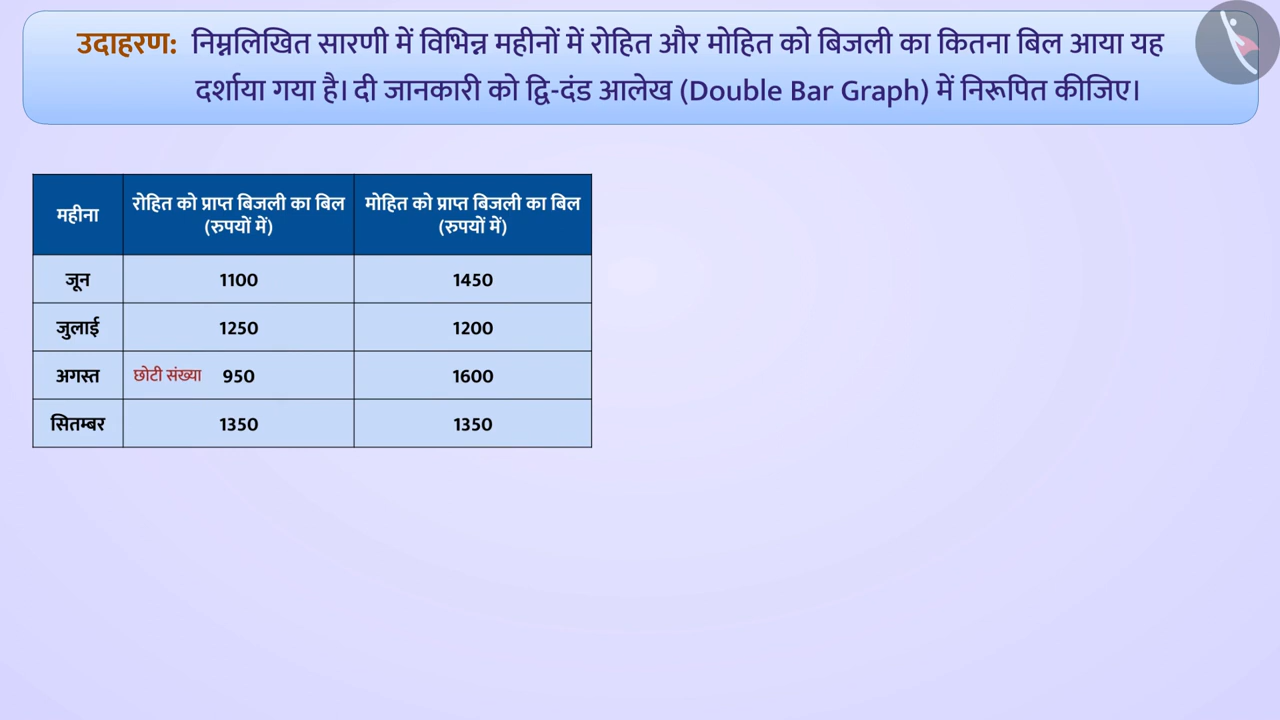 उदाहरण: निम्नलिखित सारणी में विभिन्न महीनों में रोहित और मोहित को बिजली का कितना बिल आया यह
दर्शाया गया है। दी जानकारी को द्वि-दंड आलेख (Double Bar Graph) में निरूपित कीजिए।
महीना रोहित को प्राप्त बिजली का बिल (रुपयों में) मोहित को प्राप्त बिजली का बिल (रुपयों में)
जून 1100 1450
जुलाई 1250 1200
अगस्त छोटी संख्या 950 1600
सितम्बर 1350 1350